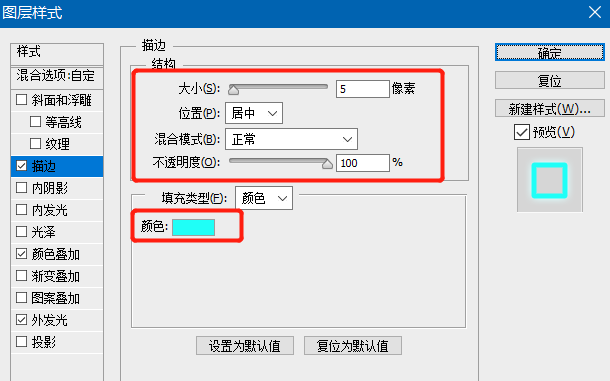 图层样式
样式
混合选项:自定
斜面和浮雕
等高线
纹理
描边
内阴影
内发光
光泽
颜色叠加
渐变叠加
图案叠加
外发光
投影
描边
结构
大小(S): 5 像素
位置(P): 居中
混合模式(B): 正常
不透明度(O): 100 %
填充类型(F): 颜色
颜色:
设置为默认值 复位为默认值
确定
复位
新建样式(W)...
预览(V)